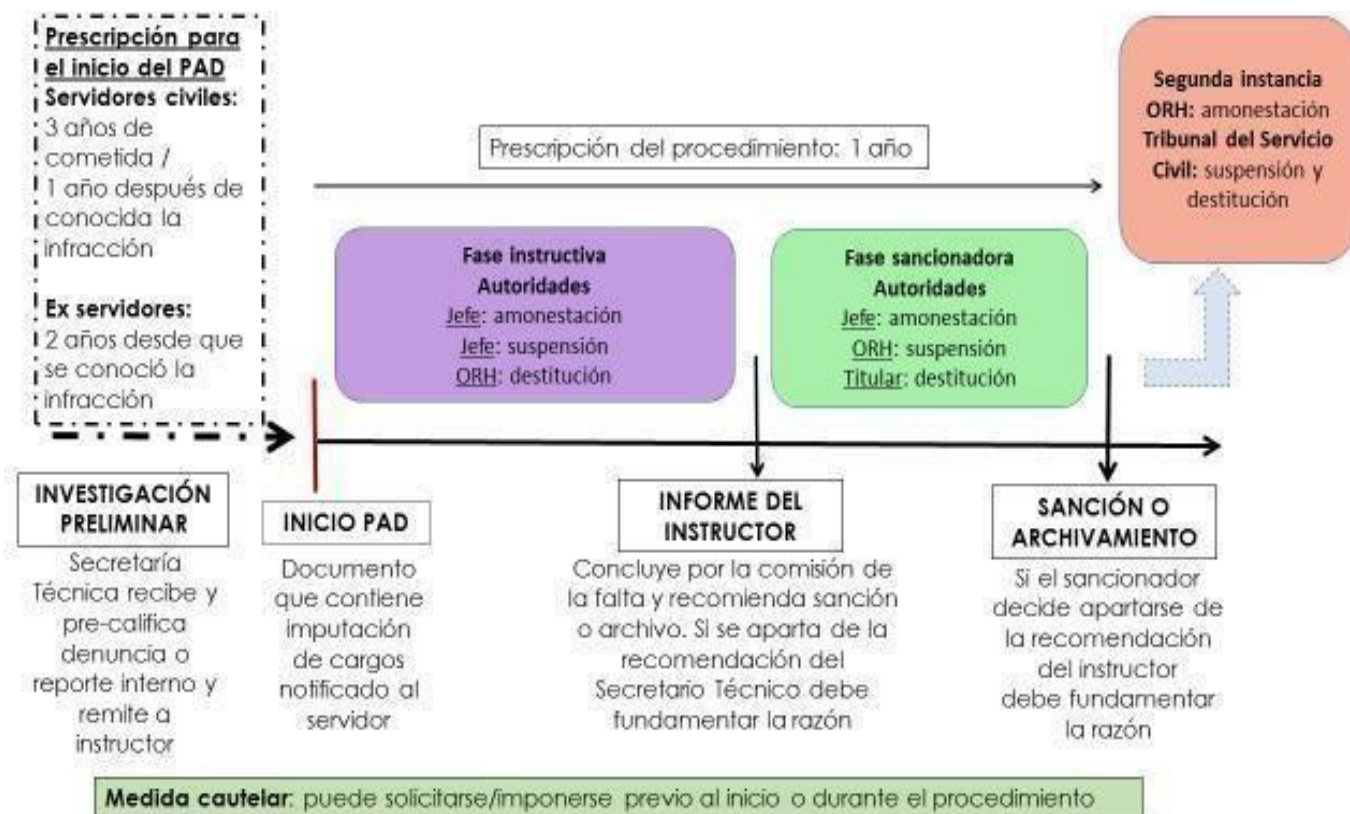 Prescripción para
el inicio del PAD
Servidores civiles:
3 años de
cometida /
1 año después de
conocida la
infracción
Ex servidores:
2 años desde que
se conoció la
infracción
Prescripción del procedimiento: 1 año
Segunda instancia
ORH: amonestación
Tribunal del Servicio
Civil: suspensión y
destitución
Fase instructiva
Autoridades
Jefe: amonestación
Jefe: suspensión
ORH: destitución
Fase sancionadora
Autoridades
Jefe: amonestación
ORH: suspensión
Titular: destitución
INVESTIGACIÓN
PRELIMINAR
Secretaría
Técnica recibe y
pre-califica
denuncia o
reporte interno y
remite a
instructor
INICIO PAD
Documento
que contiene
imputación
de cargos
notificado al
servidor
INFORME DEL
INSTRUCTOR
Concluye por la comisión de
la falta y recomienda sanción
o archivo. Si se aparta de la
recomendación del
Secretario Técnico debe
fundamentar la razón
SANCIÓN O
ARCHIVAMIENTO
Si el sancionador
decide apartarse de
la recomendación
del instructor
debe fundamentar
la razón
Medida cautelar: puede solicitarse/imponerse previo al inicio o durante el procedimiento